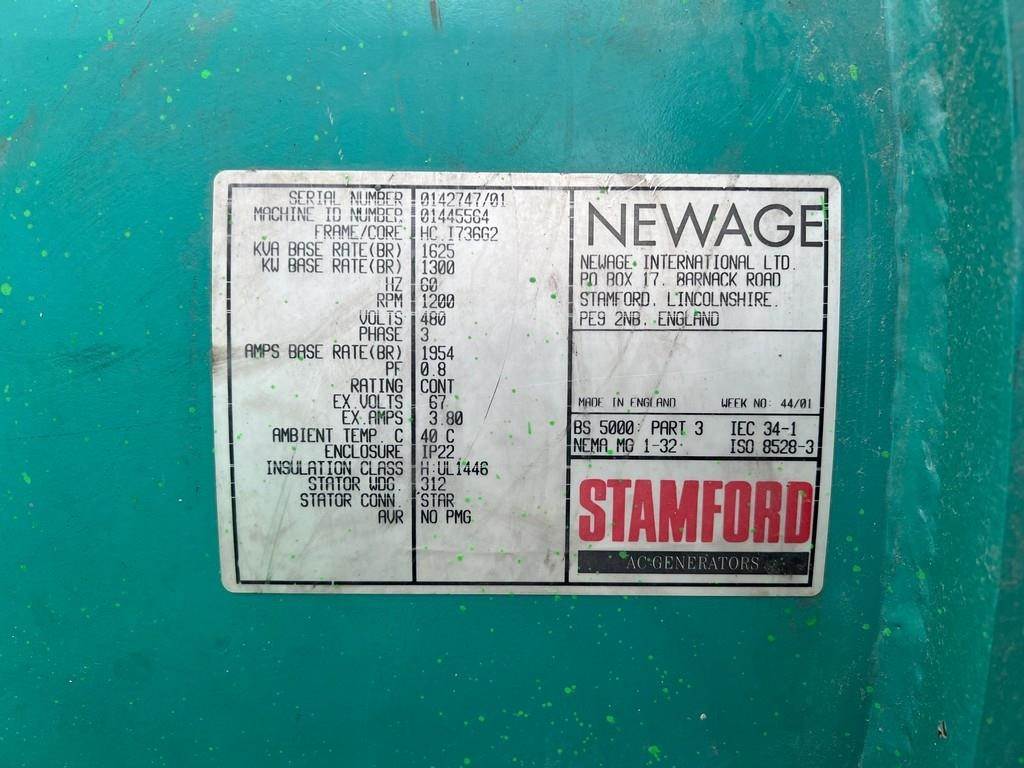 SERIAL NUMBER 0142747/01
MACHINE ID NUMBER 01445564
FRAME/CORE HC.I736G2
KVA BASE RATE(BR) 1625
KW BASE RATE(BR) 1300
HZ 60
RPM 1200
VOLTS 480
PHASE 3
AMPS BASE RATE(BR) 1954
PF 0.8
RATING CONT
EX.VOLTS 67
EX.AMPS 3.80
AMBIENT TEMP. C 40 C
ENCLOSURE IP22
INSULATION CLASS H:UL1446
STATOR WDG. 312
STATOR CONN. STAR
AVR NO PMG
NEWAGE
NEWAGE INTERNATIONAL LTD.
PO BOX 17, BARNACK ROAD
STAMFORD, LINCOLNSHIRE.
PE9 2NB, ENGLAND
MADE IN ENGLAND WEEK NO: 44/01
BS 5000: PART 3 IEC 34-1
NEMA MG 1-32 ISO 8528-3
STAMFORD
AC GENERATORS